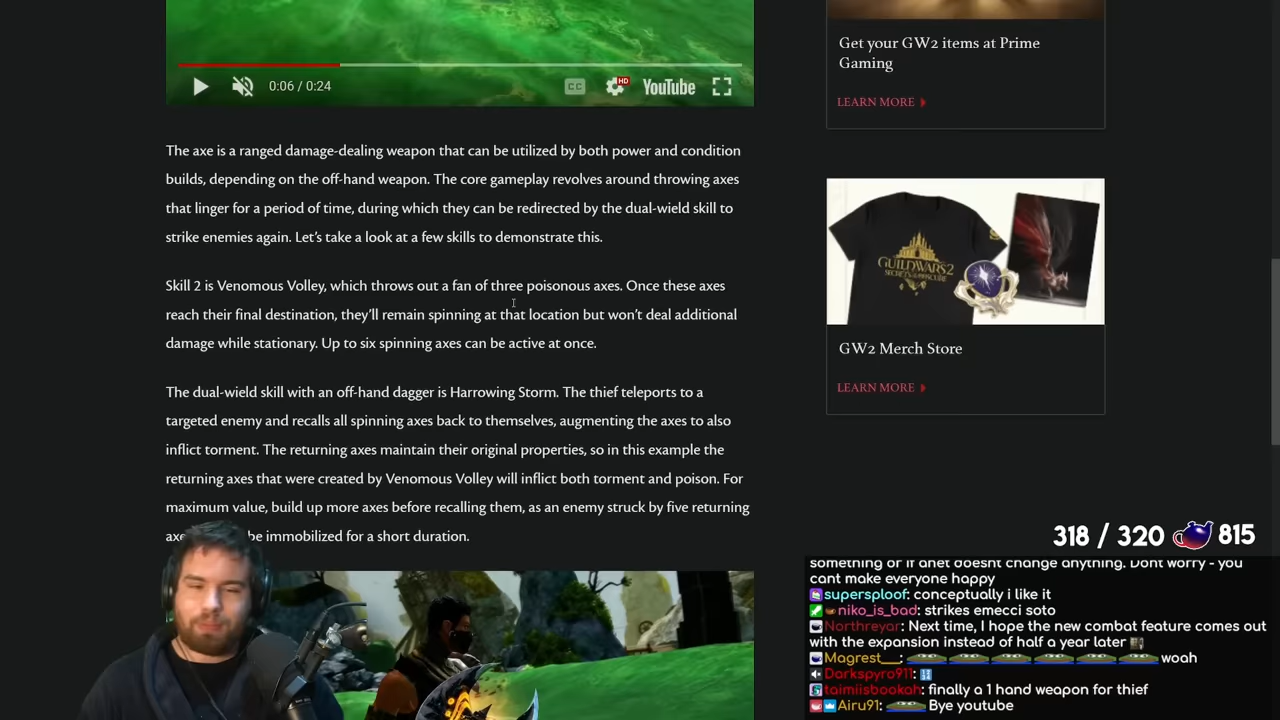 0:06 / 0:24
CC
HD
YouTube
The axe is a ranged damage-dealing weapon that can be utilized by both power and condition
builds, depending on the off-hand weapon. The core gameplay revolves around throwing axes
that linger for a period of time, during which they can be redirected by the dual-wield skill to
strike enemies again. Let’s take a look at a few skills to demonstrate this.
Skill 2 is Venomous Volley, which throws out a fan of three poisonous axes. Once these axes
reach their final destination, they’ll remain spinning at that location but won’t deal additional
damage while stationary. Up to six spinning axes can be active at once.
The dual-wield skill with an off-hand dagger is Harrowing Storm. The thief teleports to a
targeted enemy and recalls all spinning axes back to themselves, augmenting the axes to also
inflict torment. The returning axes maintain their original properties, so in this example the
returning axes that were created by Venomous Volley will inflict both torment and poison. For
maximum value, build up more axes before recalling them, as an enemy struck by five returning
be immobilized for a short duration.
Get your GW2 items at Prime
Gaming
LEARN MORE
GUILD WARS 2
GW2 Merch Store
LEARN MORE
318 / 320 815
something or if anet doesnt change anything. Dont worry - you
cant make everyone happy
supersploof: conceptually i like it
niko_is_bad: strikes emecci soto
Northreyar: Next time, I hope the new combat feature comes out
with the expansion instead of half a year later
Magrest__: woah
Darkspyro911:
taimiisbookah: finally a 1 hand weapon for thief
Airu91: Bye youtube